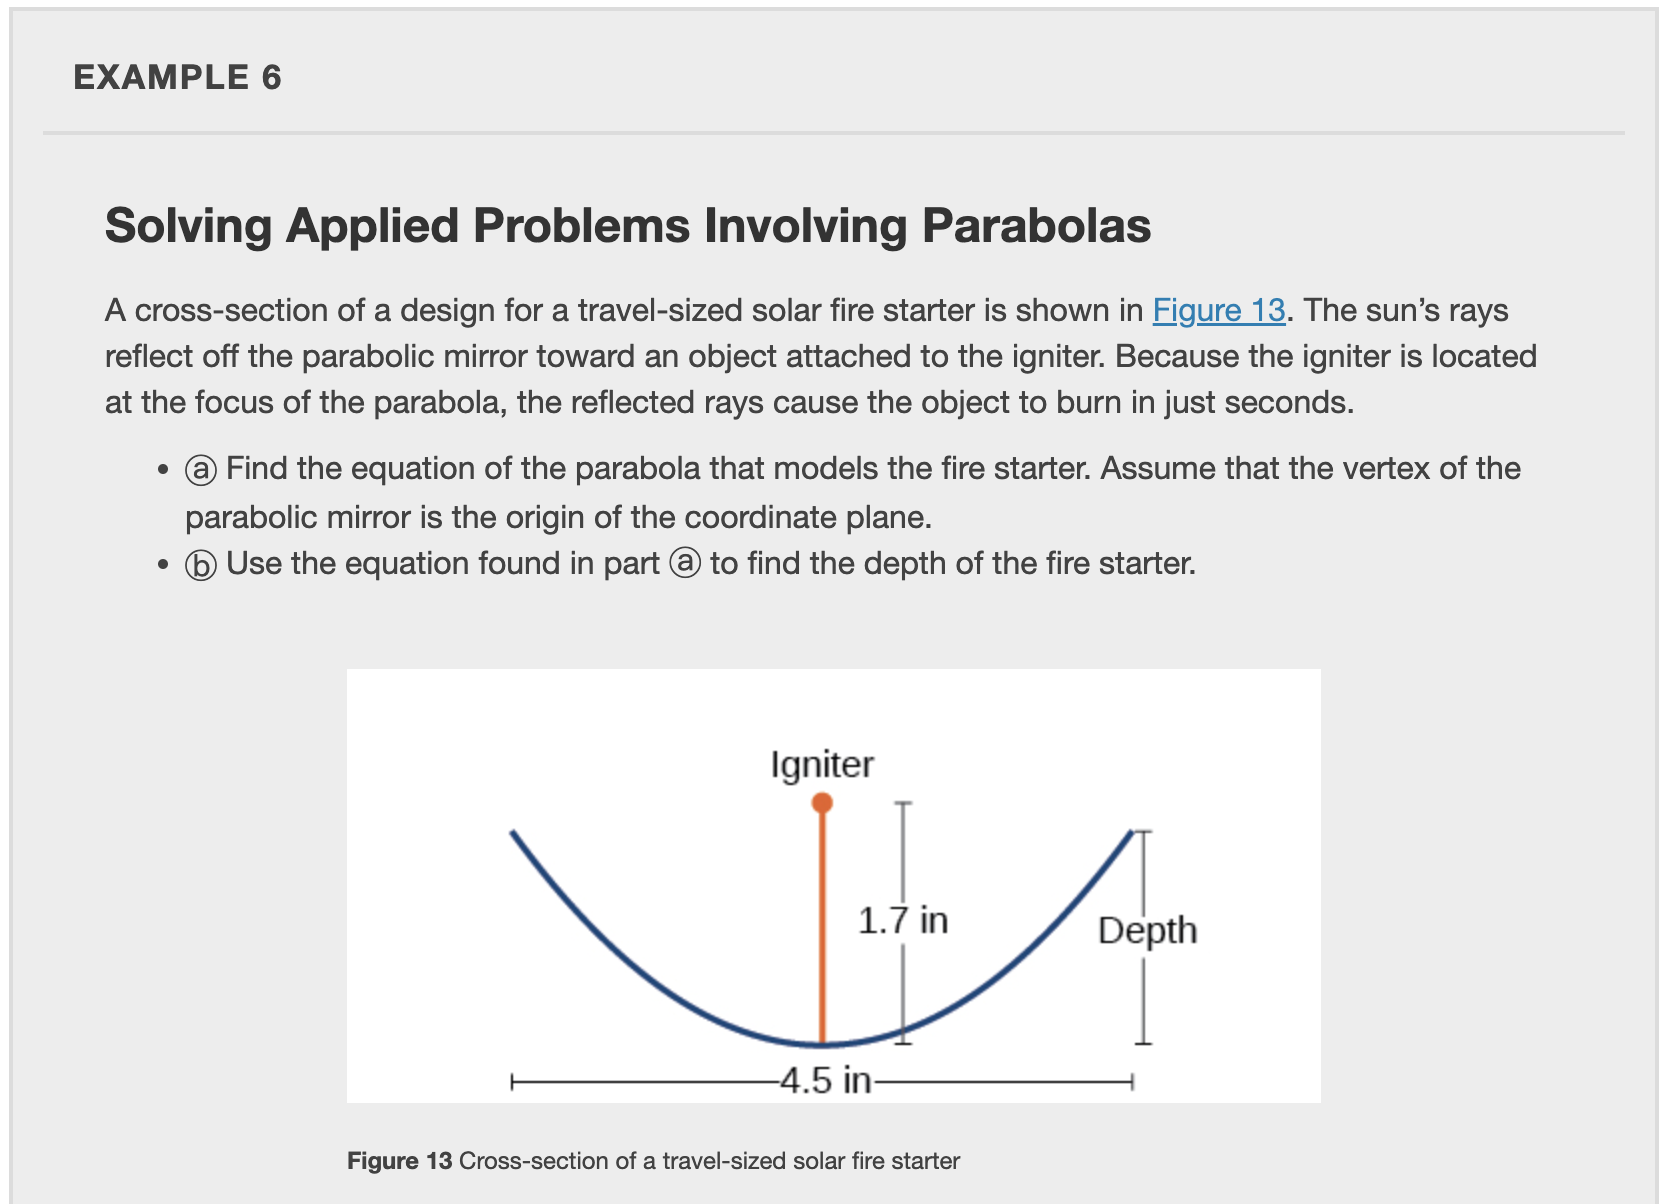 EXAMPLE 6
Solving Applied Problems Involving Parabolas
A cross-section of a design for a travel-sized solar fire starter is shown in Figure 13. The sun’s rays
reflect off the parabolic mirror toward an object attached to the igniter. Because the igniter is located
at the focus of the parabola, the reflected rays cause the object to burn in just seconds.
• ⓐ Find the equation of the parabola that models the fire starter. Assume that the vertex of the
parabolic mirror is the origin of the coordinate plane.
• ⓑ Use the equation found in part ⓐ to find the depth of the fire starter.
Igniter
1.7 in
Depth
4.5 in
Figure 13 Cross-section of a travel-sized solar fire starter